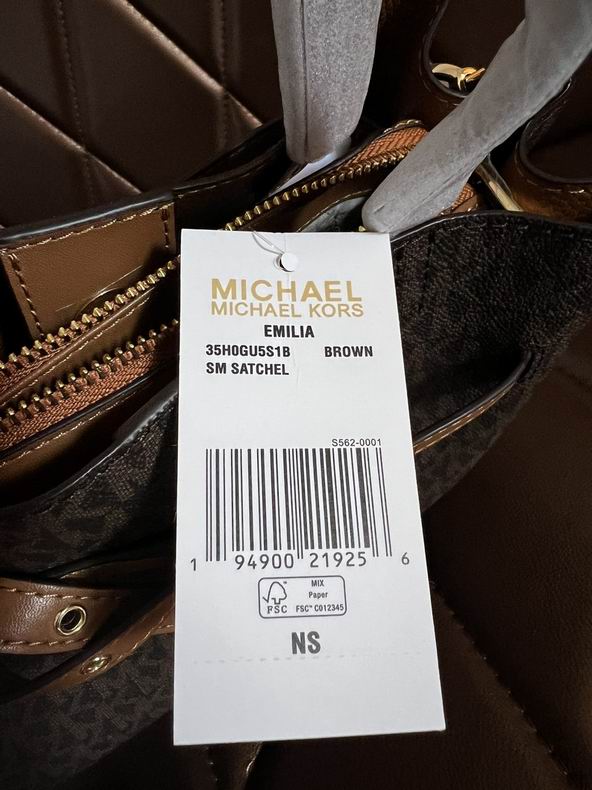 MICHAEL
MICHAEL KORS
EMILIA
35H0GU5S1B BROWN
SM SATCHEL
S562-0001
1 94900 21925 6
MIX
Paper
FSC™ C012345
FSC
NS